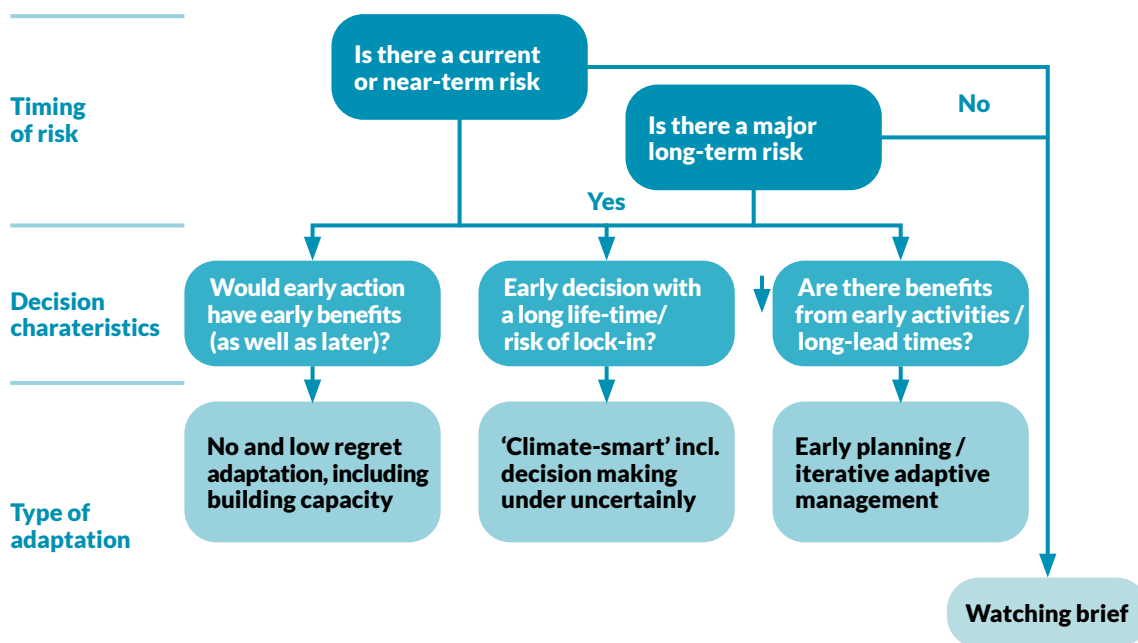 Is there a current
or near-term risk
Timing
of risk
No
Is there a major
long-term risk
Yes
Decision
charateristics
Would early action
have early benefits
(as well as later)?
Early decision with
a long life-time/
risk of lock-in?
Are there benefits
from early activities /
long-lead times?
Type of
adaptation
No and low regret
adaptation, including
building capacity
‘Climate-smart’ incl.
decision making
under uncertainly
Early planning /
iterative adaptive
management
Watching brief